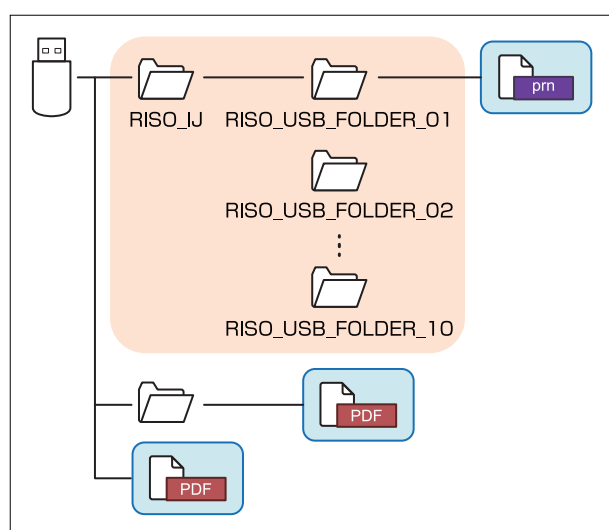 prn
RISO_IJ RISO_USB_FOLDER_01
RISO_USB_FOLDER_02
RISO_USB_FOLDER_10
PDF
PDF